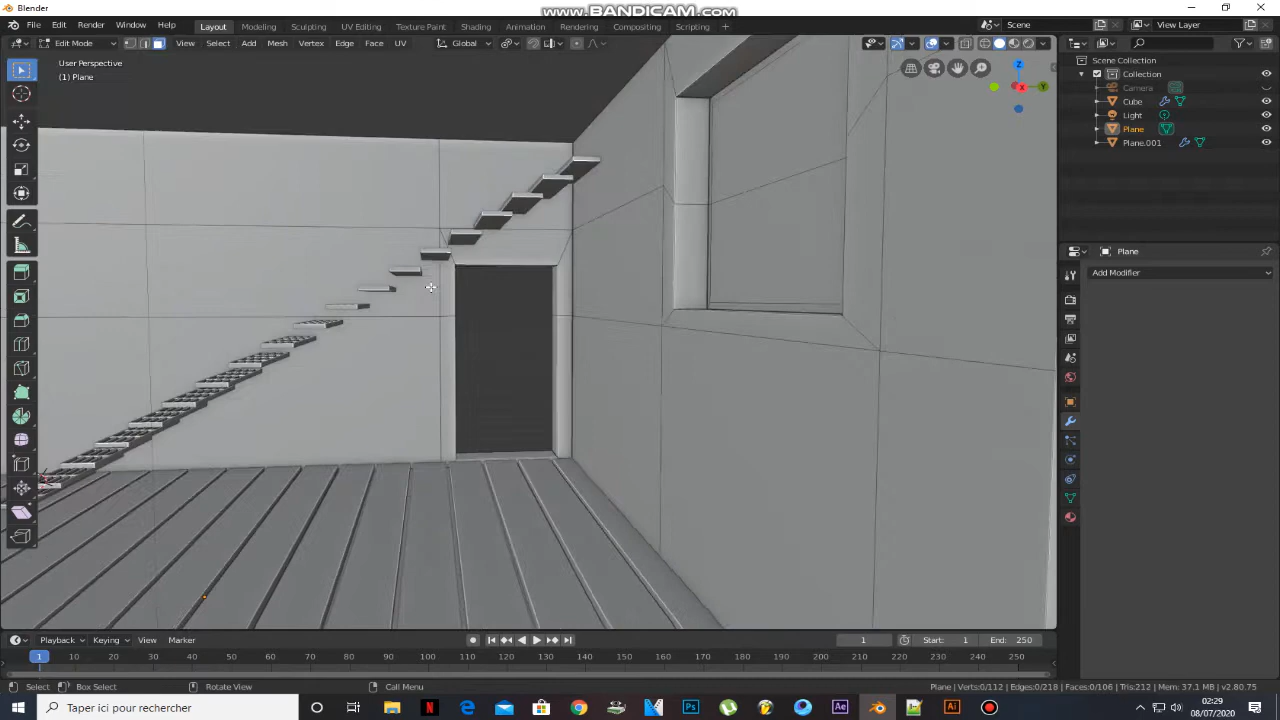 Blender
www.BANDICAM.com
File Edit Render Window Help Layout Modeling Sculpting UV Editing Texture Paint Shading Animation Rendering Compositing Scripting + Scene View Layer
Edit Mode View Select Add Mesh Vertex Edge Face UV Global
User Perspective
(1) Plane
Z
X
Y
Scene Collection
Collection
Camera
Cube
Light
Plane
Plane.001
Plane
Add Modifier
Playback Keying View Marker 1 Start: 1 End: 250
1 10 20 30 40 50 60 70 80 90 100 110 120 130 140 150 160 170 180 190 200 210 220 230 240 250
Select Box Select Rotate View Call Menu Plane | Verts:0/112 | Edges:0/218 | Faces:0/106 | Tris:212 | Mem: 37.1 MB | v2.80.75
Taper ici pour rechercher
N
Ps
Ae
Ai
02:29
08/07/2020